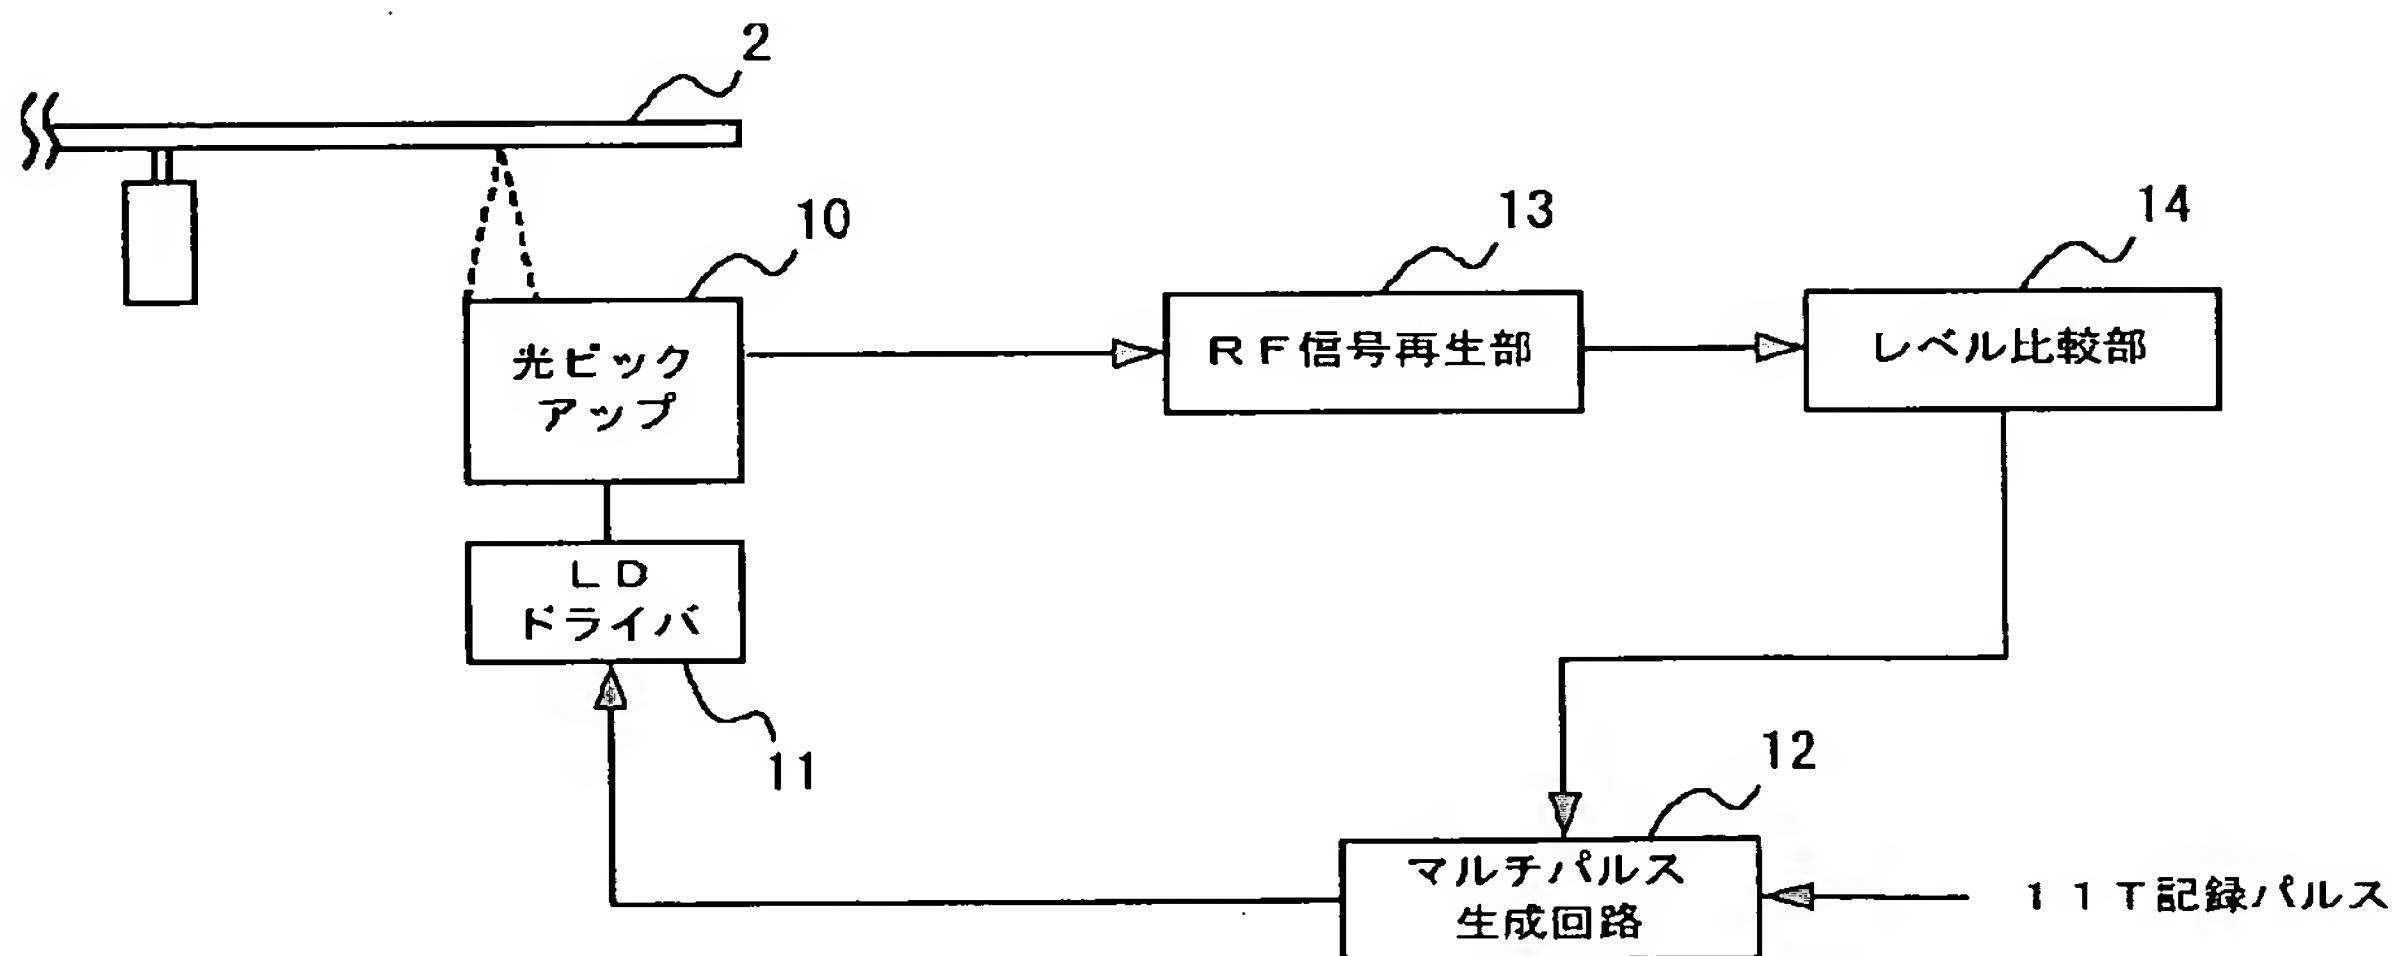 2
10
13
14
光ビック
アップ
RF信号再生部
レベル比較部
LD
ドライバ
11
12
マルチパルス
生成回路
11T記録パルス